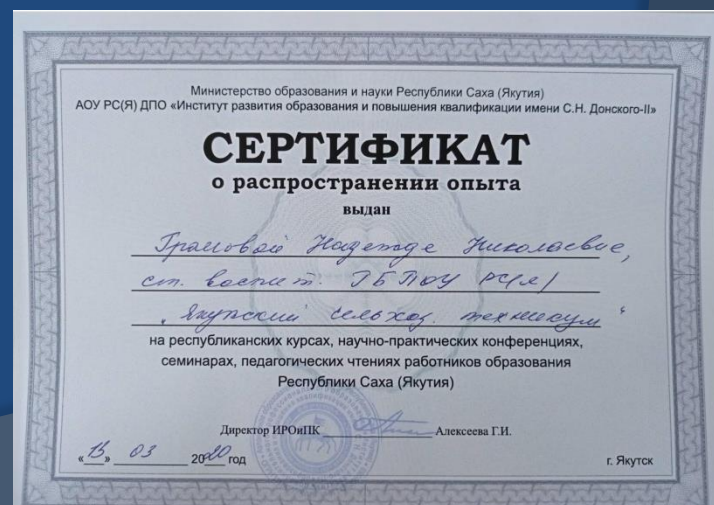 Министерство образования и науки Республики Саха (Якутия)
АОУ РС(Я) ДПО «Институт развития образования и повышения квалификации имени С.Н. Донского-II»
СЕРТИФИКАТ
о распространении опыта
выдан
Надежде Николаевне,
ст. воспит. ГБПОУ РС(Я)
"Якутский сельхоз. техникум"
на республиканских курсах, научно-практических конференциях,
семинарах, педагогических чтениях работников образования
Республики Саха (Якутия)
Директор ИРОиПК Алексеева Г.И.
«13» 03 2020 год
г. Якутск